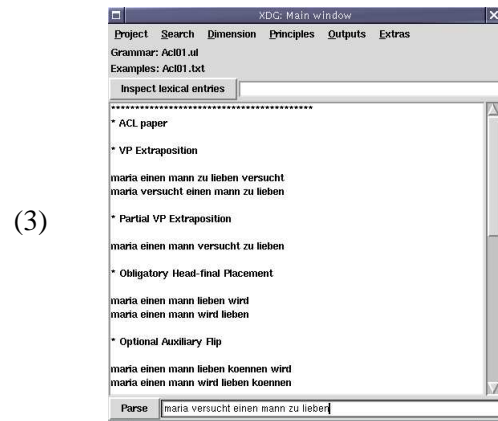 XDG: Main window
Project Search Dimension Principles Outputs Extras
Grammar: Acl01.ul
Examples: Acl01.txt
Inspect lexical entries
******************************************
* ACL paper
* VP Extraposition
maria einen mann zu lieben versucht
maria versucht einen mann zu lieben
(3)
* Partial VP Extraposition
maria einen mann versucht zu lieben
* Obligatory Head-final Placement
maria einen mann lieben wird
maria einen mann wird lieben
* Optional Auxiliary Flip
maria einen mann lieben koennen wird
maria einen mann wird lieben koennen
Parse maria versucht einen mann zu lieben